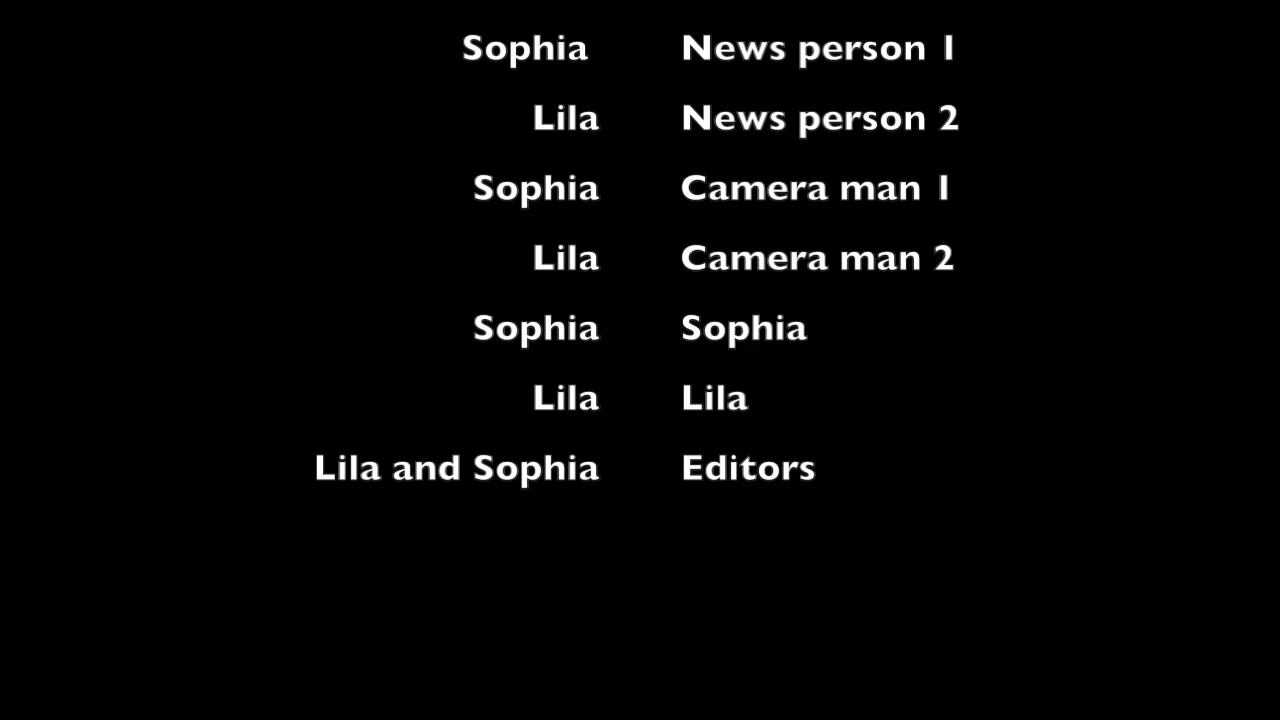 Sophia News person 1
Lila News person 2
Sophia Camera man 1
Lila Camera man 2
Sophia Sophia
Lila Lila
Lila and Sophia Editors